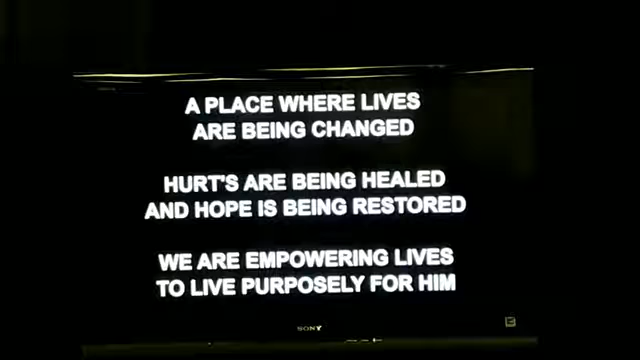 A PLACE WHERE LIVES
ARE BEING CHANGED
HURT'S ARE BEING HEALED
AND HOPE IS BEING RESTORED
WE ARE EMPOWERING LIVES
TO LIVE PURPOSELY FOR HIM
SONY